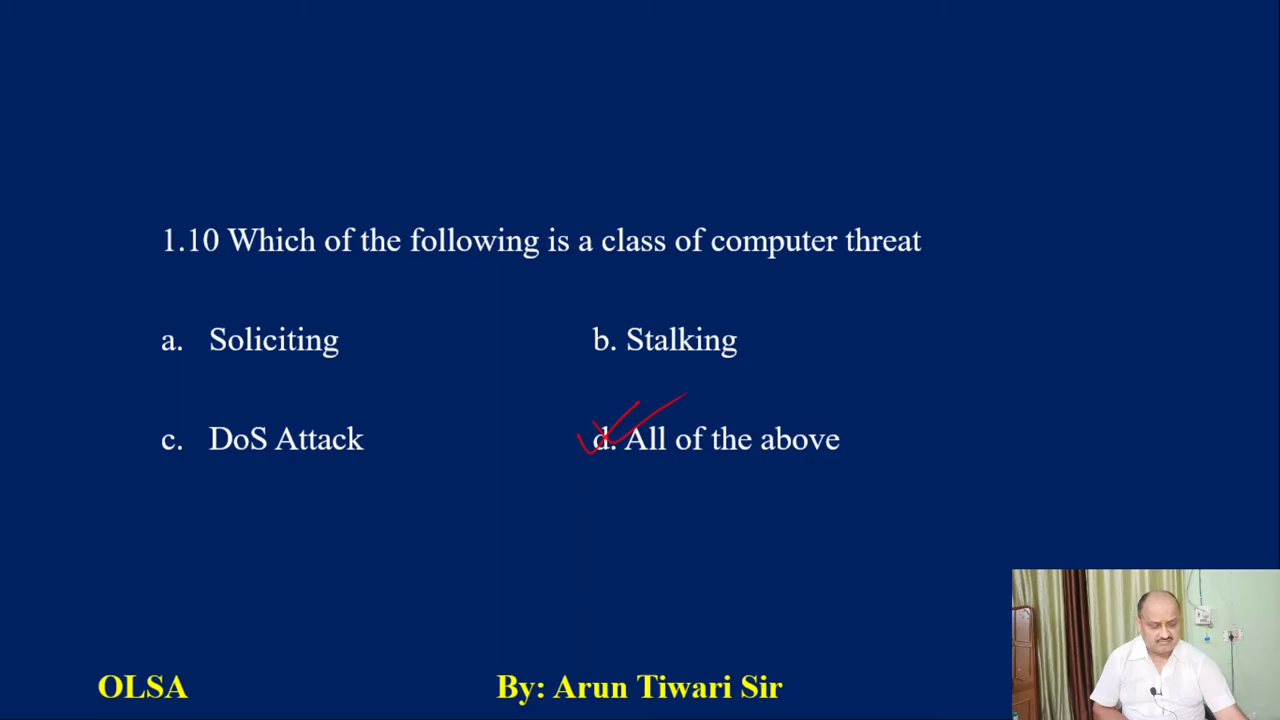 1.10 Which of the following is a class of computer threat
a. Soliciting b. Stalking
c. DoS Attack d. All of the above
OLSA By: Arun Tiwari Sir